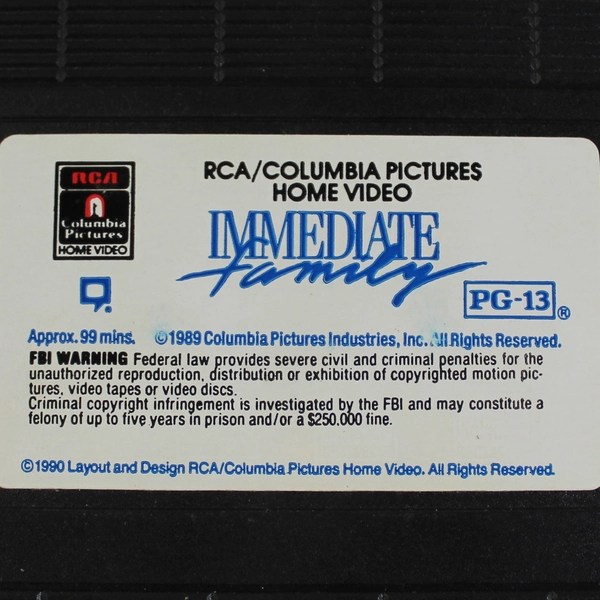 RCA/COLUMBIA PICTURES
HOME VIDEO
RCA
Columbia
Pictures
HOME VIDEO
IMMEDIATE
family
PG-13
®
Approx. 99 mins. ©1989 Columbia Pictures Industries, Inc. All Rights Reserved.
FBI WARNING Federal law provides severe civil and criminal penalties for the
unauthorized reproduction, distribution or exhibition of copyrighted motion pic-
tures, video tapes or video discs.
Criminal copyright infringement is investigated by the FBI and may constitute a
felony of up to five years in prison and/or a $250.000 fine.
©1990 Layout and Design RCA/Columbia Pictures Home Video. All Rights Reserved.